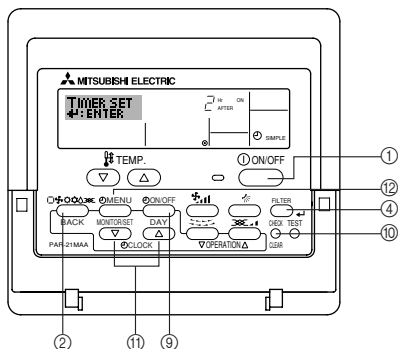 MITSUBISHI ELECTRIC
TIMER SET
↵:ENTER
2 Hr ON
AFTER
SIMPLE
TEMP.
ON/OFF
①
MENU
ON/OFF
FILTER
⑫
④
BACK
MONITOR/SET
DAY
CHECK TEST
PAR-21MAA
CLOCK
▽OPERATION△
CLEAR
⑩
②
⑪
⑨